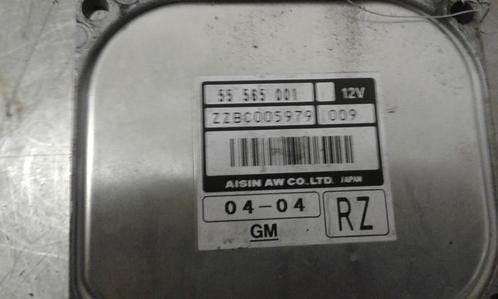 55 565 001 12V
ZZBC005979 009
AISIN AW CO.,LTD. JAPAN
04-04 RZ
GM